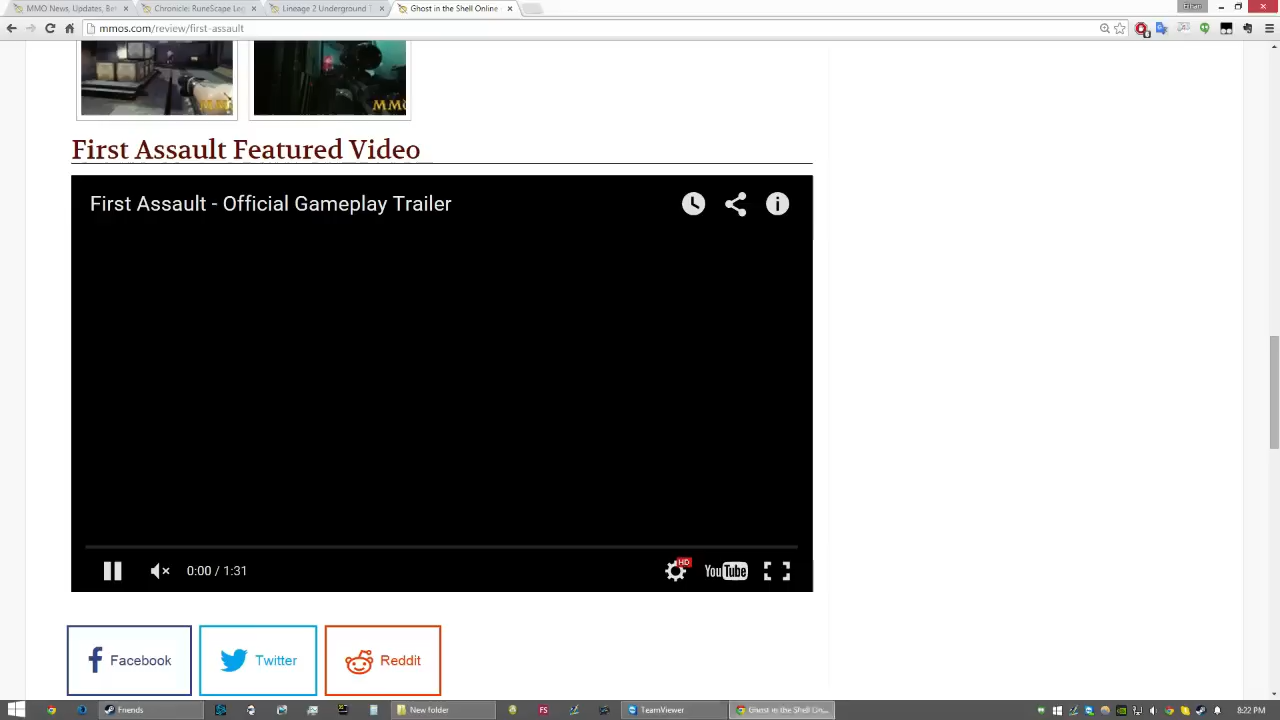 MMO News, Updates, Bet
Chronicle: RuneScape Leg
Lineage 2 Underground T
Ghost in the Shell Online
mmos.com/review/first-assault
First Assault Featured Video
First Assault - Official Gameplay Trailer
0:00 / 1:31
HD
YouTube
Facebook
Twitter
Reddit
Friends
FS
New folder
TeamViewer
Ghost in the Shell Onli...
8:22 PM